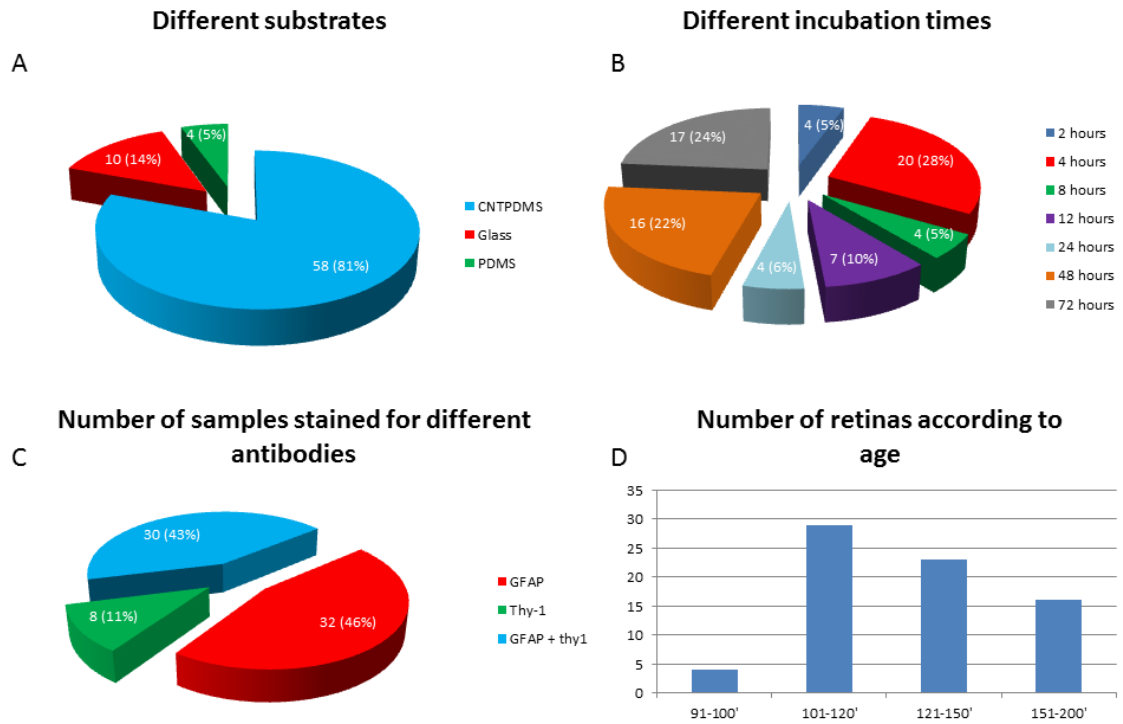 Different substrates
A
4 (5%)
10 (14%)
58 (81%)
CNTPDMS
Glass
PDMS
Different incubation times
B
4 (5%)
17 (24%)
20 (28%)
4 (5%)
16 (22%)
4 (6%)
7 (10%)
2 hours
4 hours
8 hours
12 hours
24 hours
48 hours
72 hours
Number of samples stained for different
antibodies
C
30 (43%)
8 (11%)
32 (46%)
GFAP
Thy-1
GFAP + thy1
Number of retinas according to
age
D
35
30
25
20
15
10
5
0
91-100'
101-120'
121-150'
151-200'